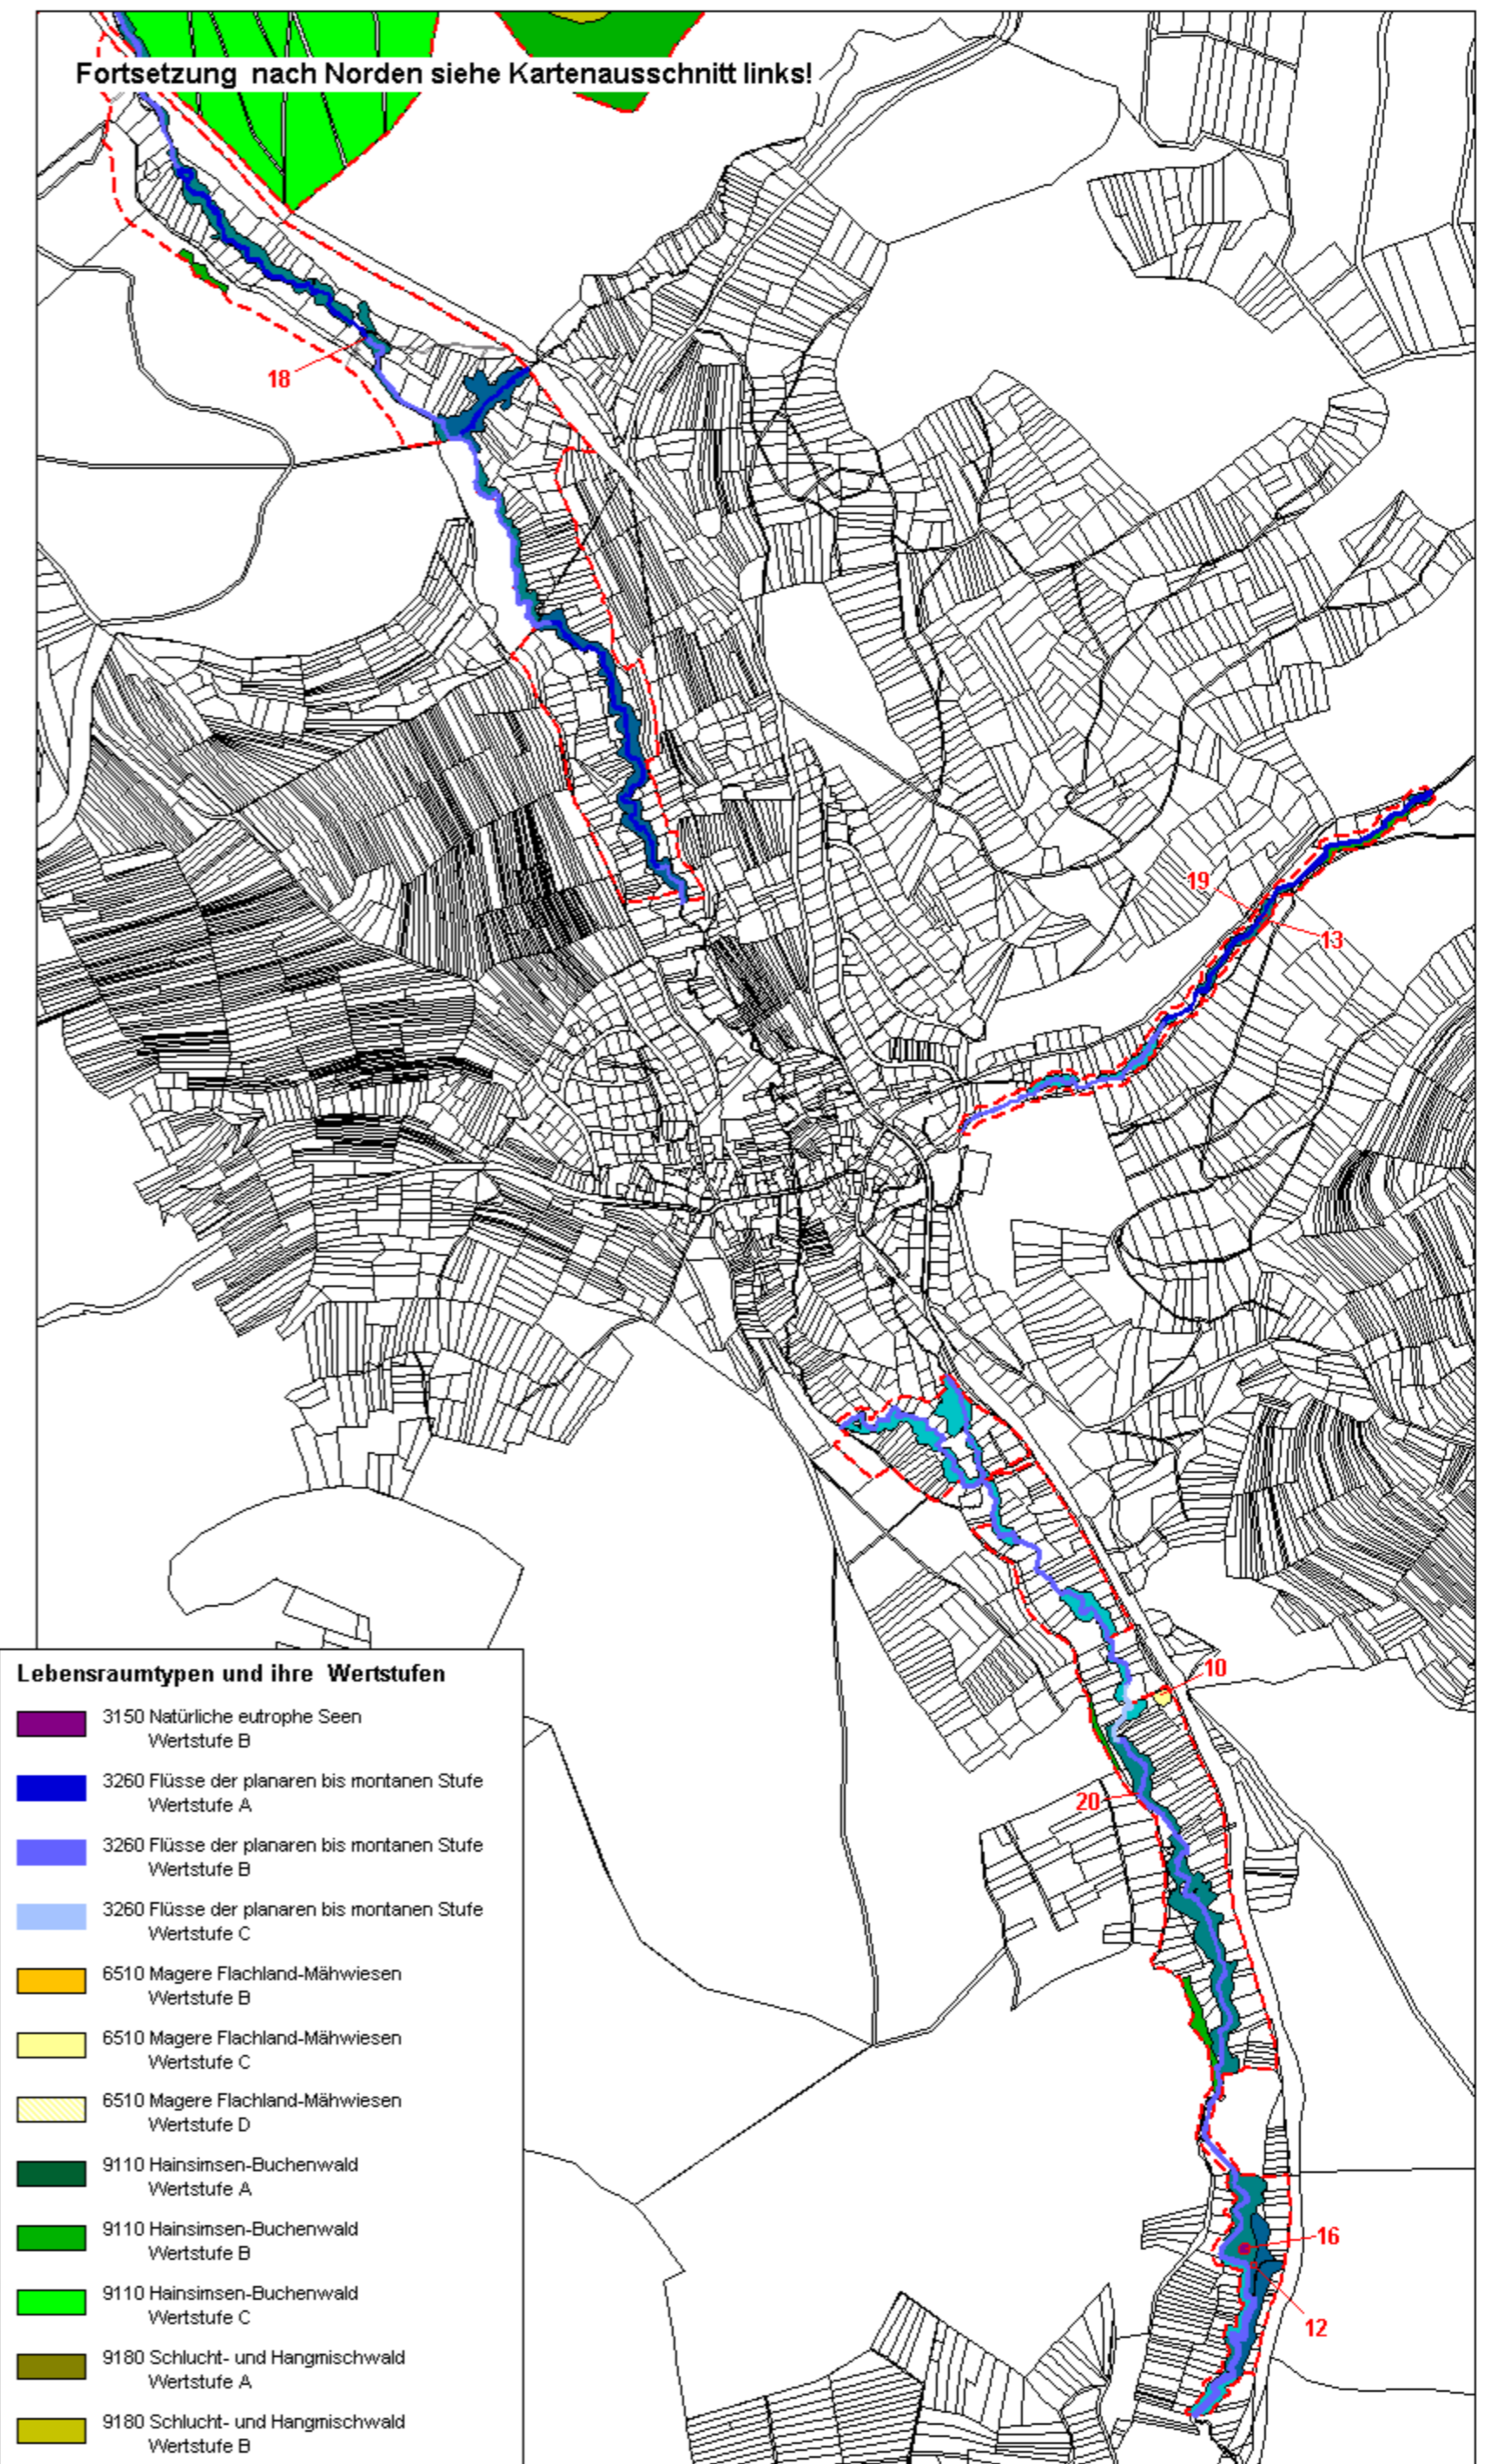 Fortsetzung nach Norden siehe Kartenausschnitt links!
18
19
13
10
20
16
12
Lebensraumtypen und ihre Wertstufen
3150 Natürliche eutrophe Seen
Wertstufe B
3260 Flüsse der planaren bis montanen Stufe
Wertstufe A
3260 Flüsse der planaren bis montanen Stufe
Wertstufe B
3260 Flüsse der planaren bis montanen Stufe
Wertstufe C
6510 Magere Flachland-Mähwiesen
Wertstufe B
6510 Magere Flachland-Mähwiesen
Wertstufe C
6510 Magere Flachland-Mähwiesen
Wertstufe D
9110 Hainsimsen-Buchenwald
Wertstufe A
9110 Hainsimsen-Buchenwald
Wertstufe B
9110 Hainsimsen-Buchenwald
Wertstufe C
9180 Schlucht- und Hangmischwald
Wertstufe A
9180 Schlucht- und Hangmischwald
Wertstufe B